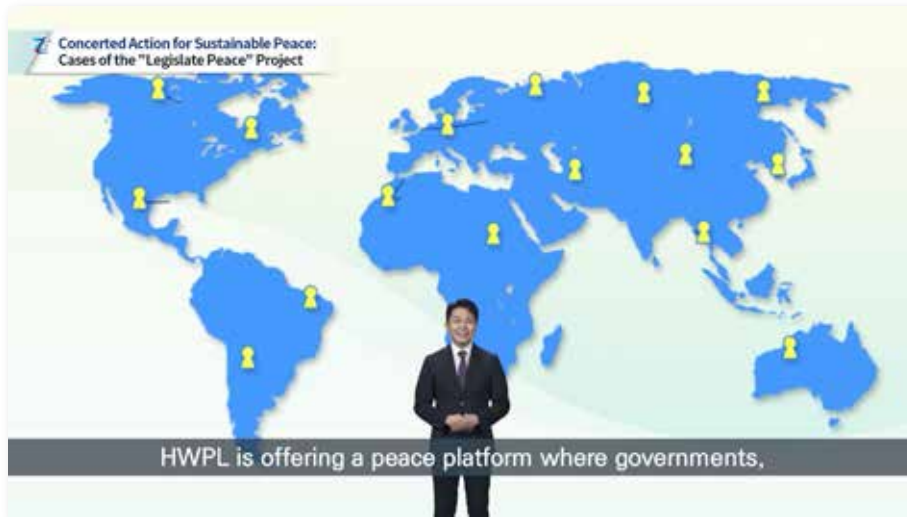 Concerted Action for Sustainable Peace:
Cases of the "Legislate Peace" Project
HWPL is offering a peace platform where governments,